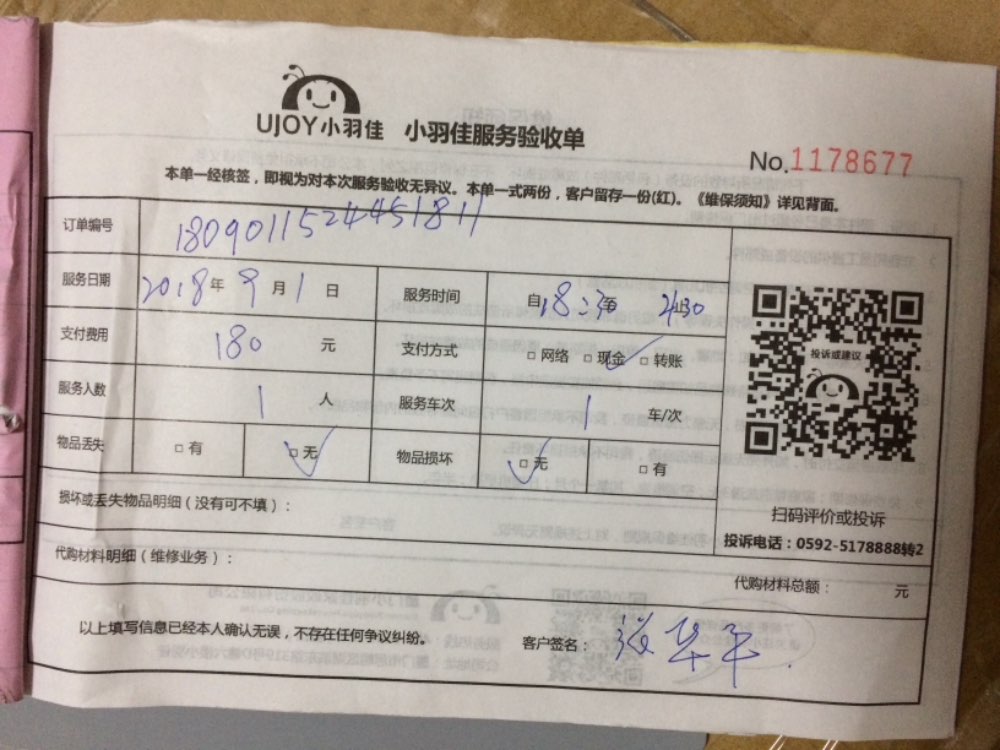 UJOY小羽佳 小羽佳服务验收单
No.1178677
本单一经核签，即视为对本次服务验收无异议。本单一式两份，客户留存一份(红)。《维保须知》详见背面。
订单编号 180901152445181
服务日期 2018年9月1日 服务时间 自18:30至
支付费用 180 元 支付方式 □网络 □现金 □转账
服务人数 1 人 服务车次 1 车/次
物品丢失 □有 □无 物品损坏 □无 □有
投诉或建议
扫码评价或投诉
投诉电话：0592-5178888转2
损坏或丢失物品明细（没有可不填）：
代购材料明细（维修业务）：
代购材料总额： 元
以上填写信息已经本人确认无误，不存在任何争议纠纷。 客户签名： 张华平